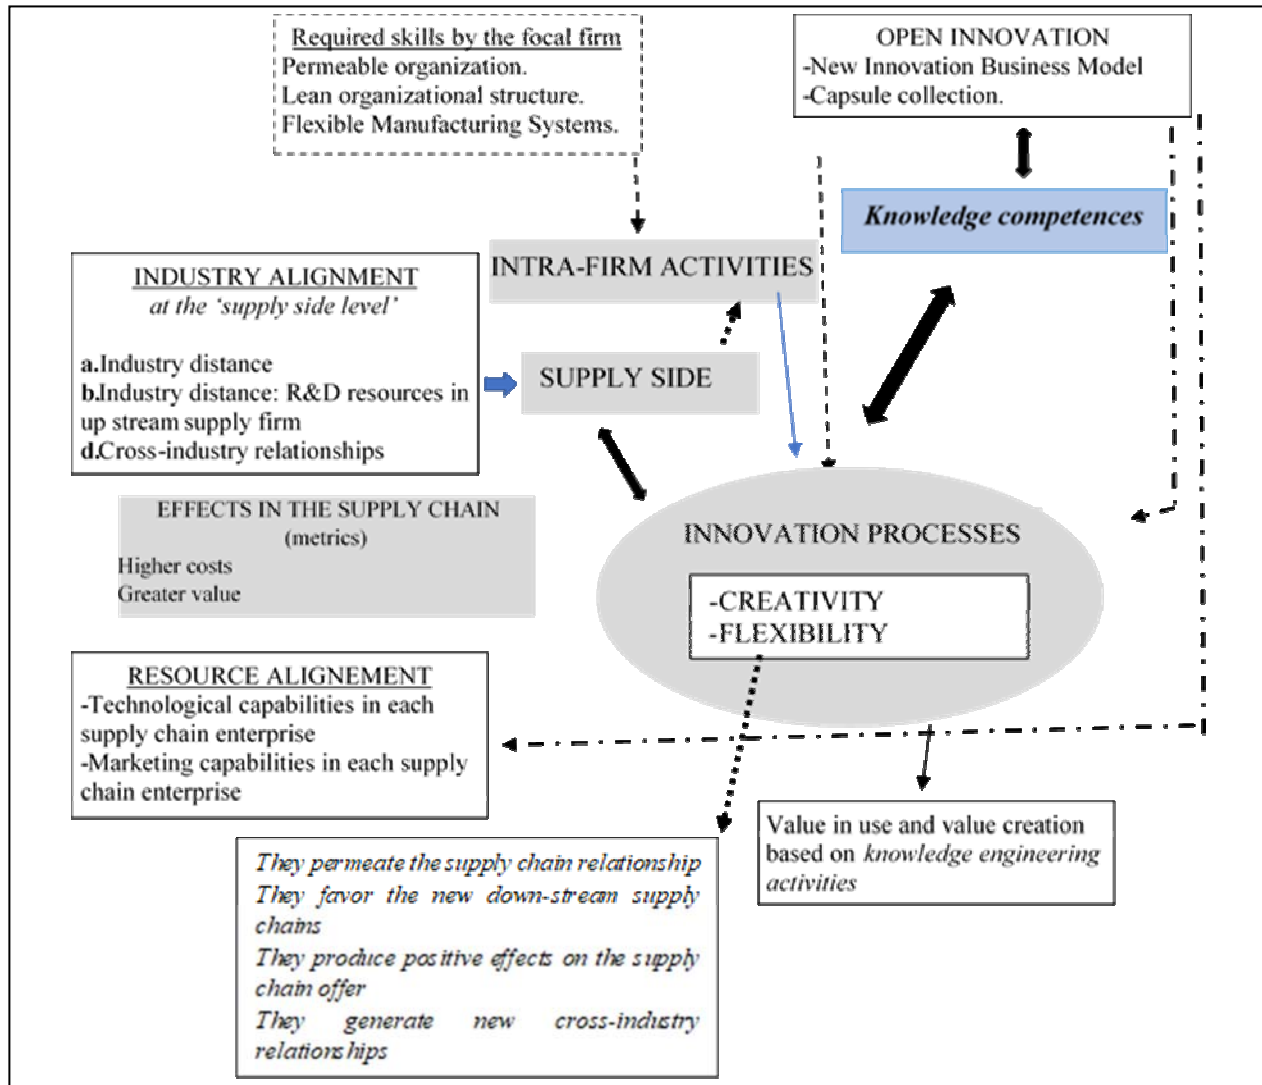 Required skills by the focal firm
Permeable organization.
Lean organizational structure.
Flexible Manufacturing Systems.
OPEN INNOVATION
-New Innovation Business Model
-Capsule collection.
Knowledge competences
INTRA-FIRM ACTIVITIES
INDUSTRY ALIGNMENT
at the ‘supply side level’
a.Industry distance
b.Industry distance: R&D resources in
up stream supply firm
d.Cross-industry relationships
SUPPLY SIDE
EFFECTS IN THE SUPPLY CHAIN
(metrics)
Higher costs
Greater value
INNOVATION PROCESSES
-CREATIVITY
-FLEXIBILITY
RESOURCE ALIGNEMENT
-Technological capabilities in each
supply chain enterprise
-Marketing capabilities in each supply
chain enterprise
Value in use and value creation
based on knowledge engineering
activities
They permeate the supply chain relationship
They favor the new down-stream supply
chains
They produce positive effects on the supply
chain offer
They generate new cross-industry
relationships